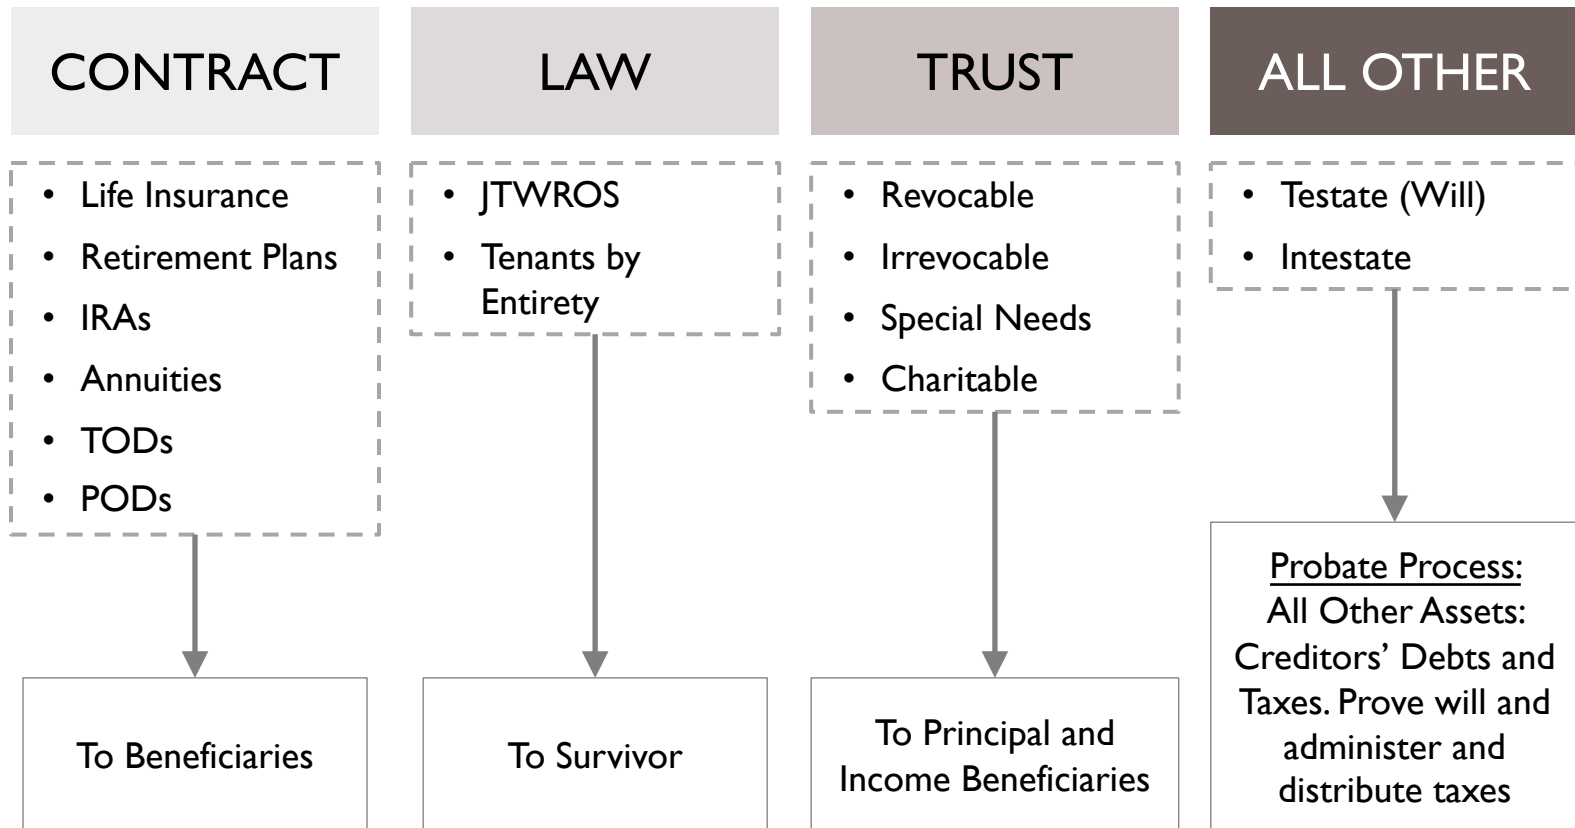 CONTRACT
• Life Insurance
• Retirement Plans
• IRAs
• Annuities
• TODs
• PODs
To Beneficiaries
LAW
• JTWROS
• Tenants by
Entirety
To Survivor
TRUST
• Revocable
• Irrevocable
• Special Needs
• Charitable
To Principal and
Income Beneficiaries
ALL OTHER
• Testate (Will)
• Intestate
Probate Process:
All Other Assets:
Creditors’ Debts and
Taxes. Prove will and
administer and
distribute taxes